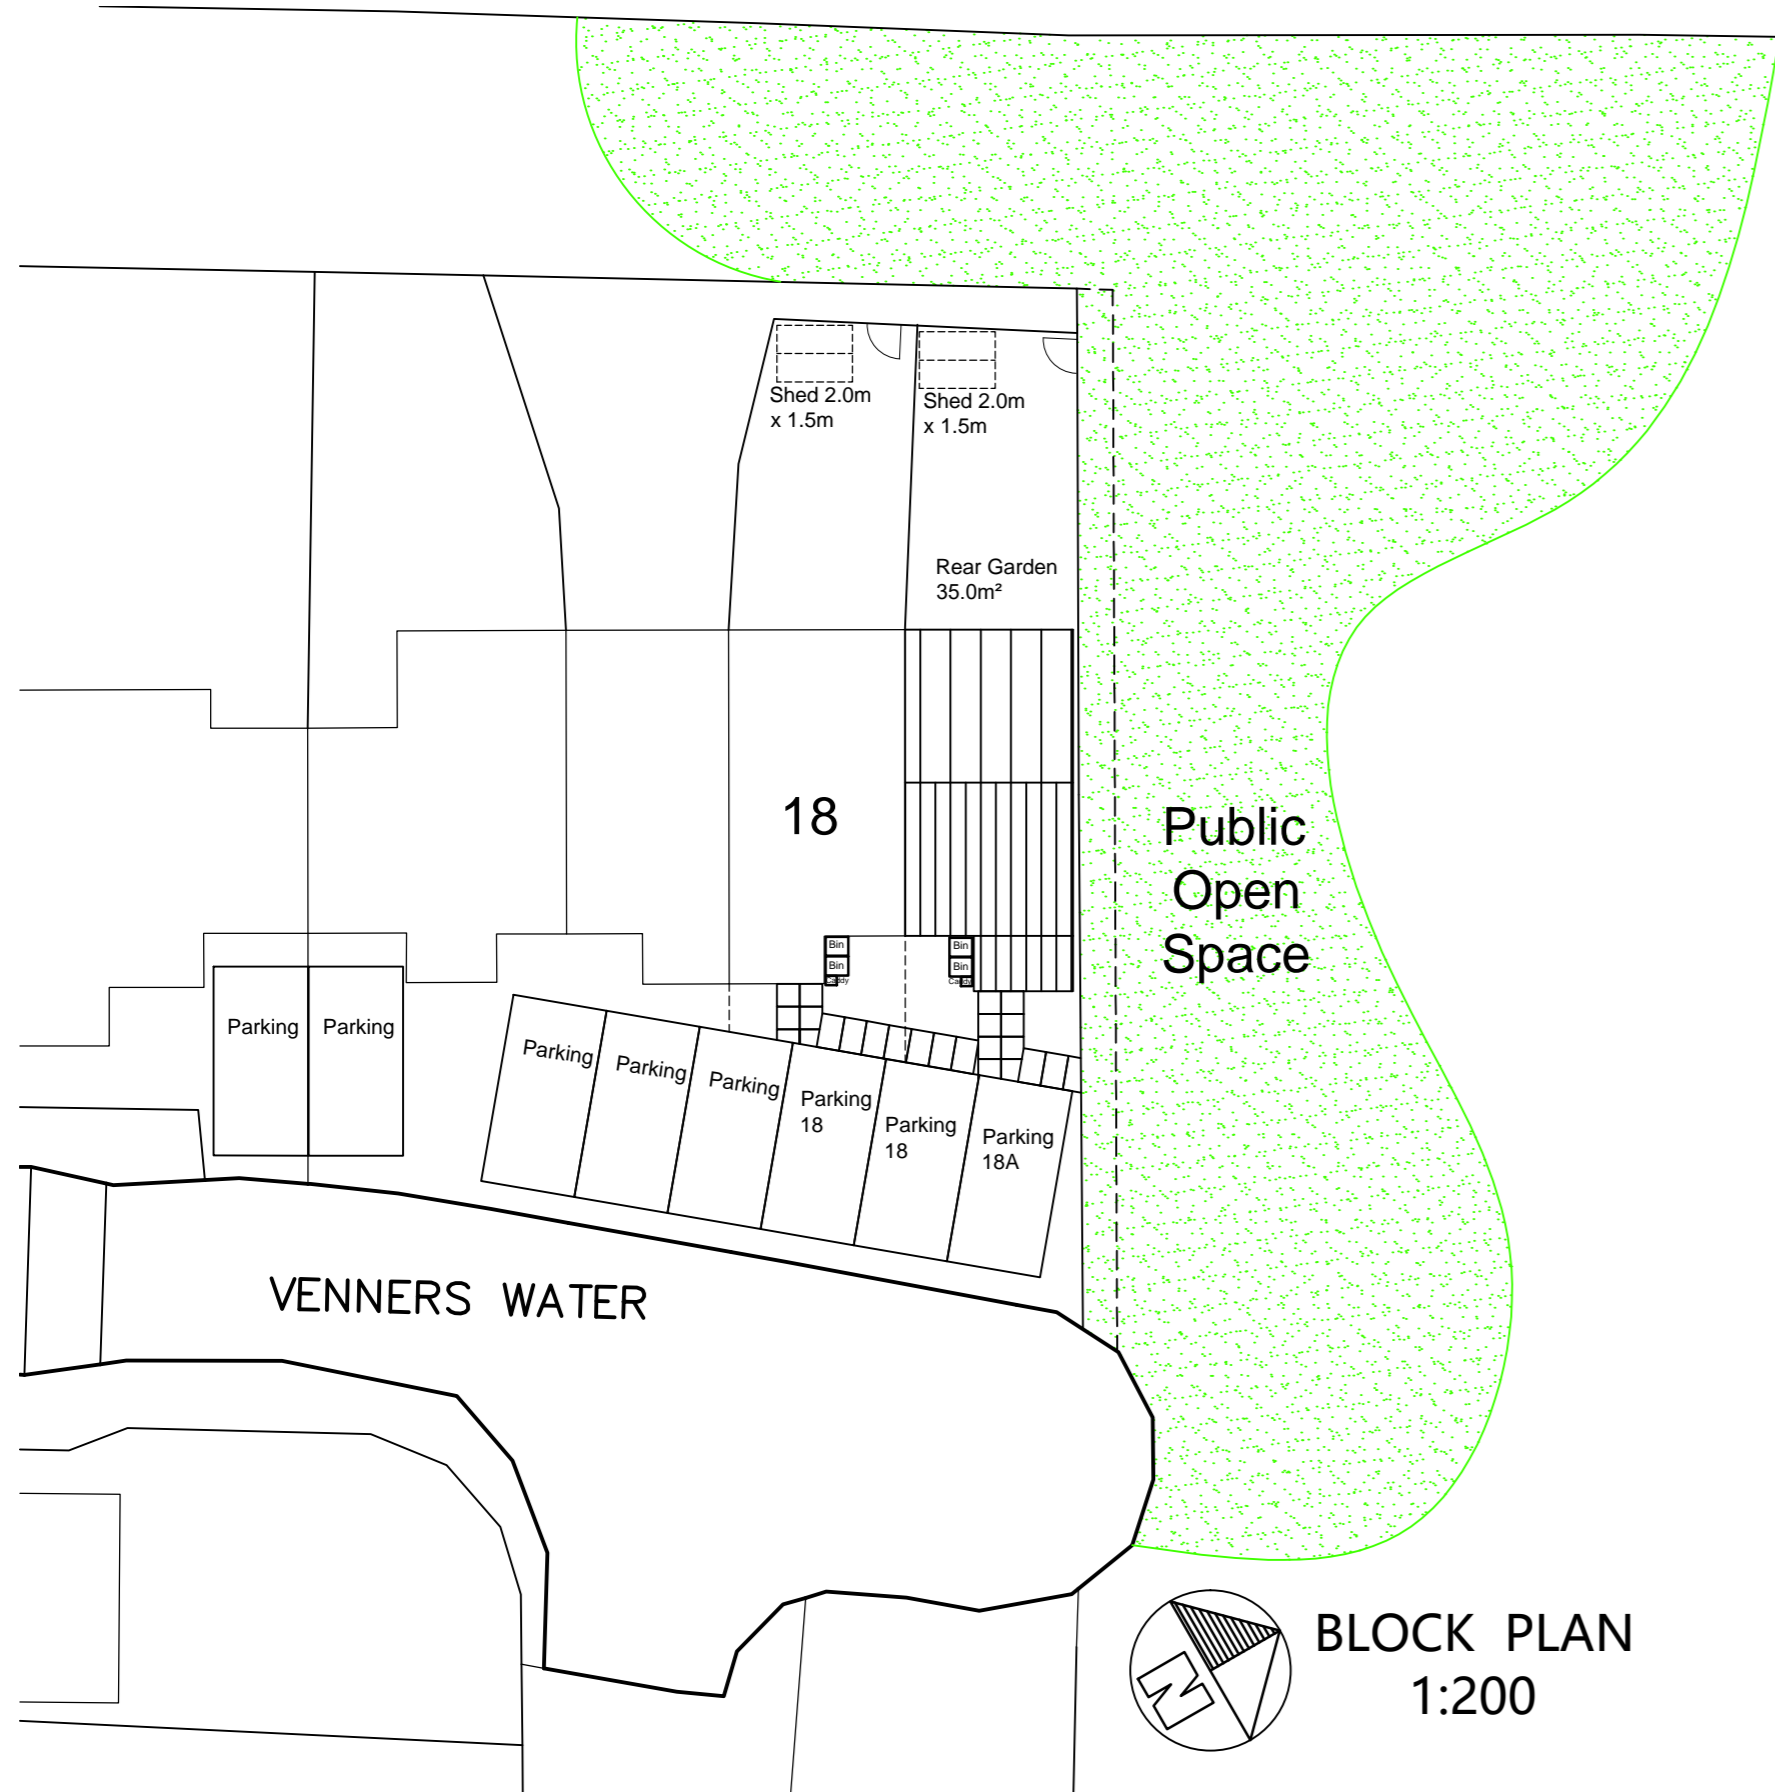 Shed 2.0m
x 1.5m
Shed 2.0m
x 1.5m
Rear Garden
35.0m²
18
Public
Open
Space
Bin
Bin
Caddy
Bin
Bin
Caddy
Parking
Parking
Parking
Parking
Parking
Parking
18
Parking
18
Parking
18A
VENNERS WATER
N
BLOCK PLAN
1:200